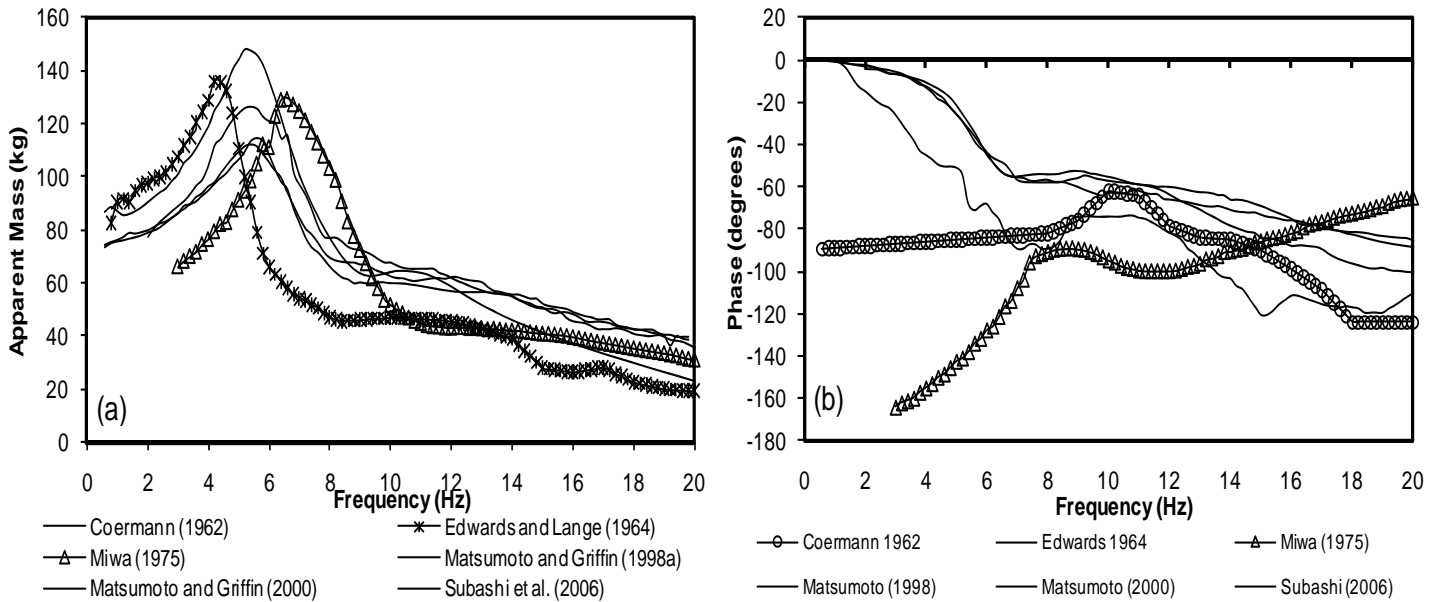 160
140
120
100
80
60
40
20
0
Apparent Mass (kg)
(a)
0 2 4 6 8 10 12 14 16 18 20
Frequency (Hz)
Coermann (1962)
Edwards and Lange (1964)
Miwa (1975)
Matsumoto and Griffin (1998a)
Matsumoto and Griffin (2000)
Subashi et al. (2006)
20
0
-20
-40
-60
-80
-100
-120
-140
-160
-180
Phase (degrees)
(b)
0 2 4 6 8 10 12 14 16 18 20
Frequency (Hz)
Coermann 1962
Edwards 1964
Miwa (1975)
Matsumoto (1998)
Matsumoto (2000)
Subashi (2006)